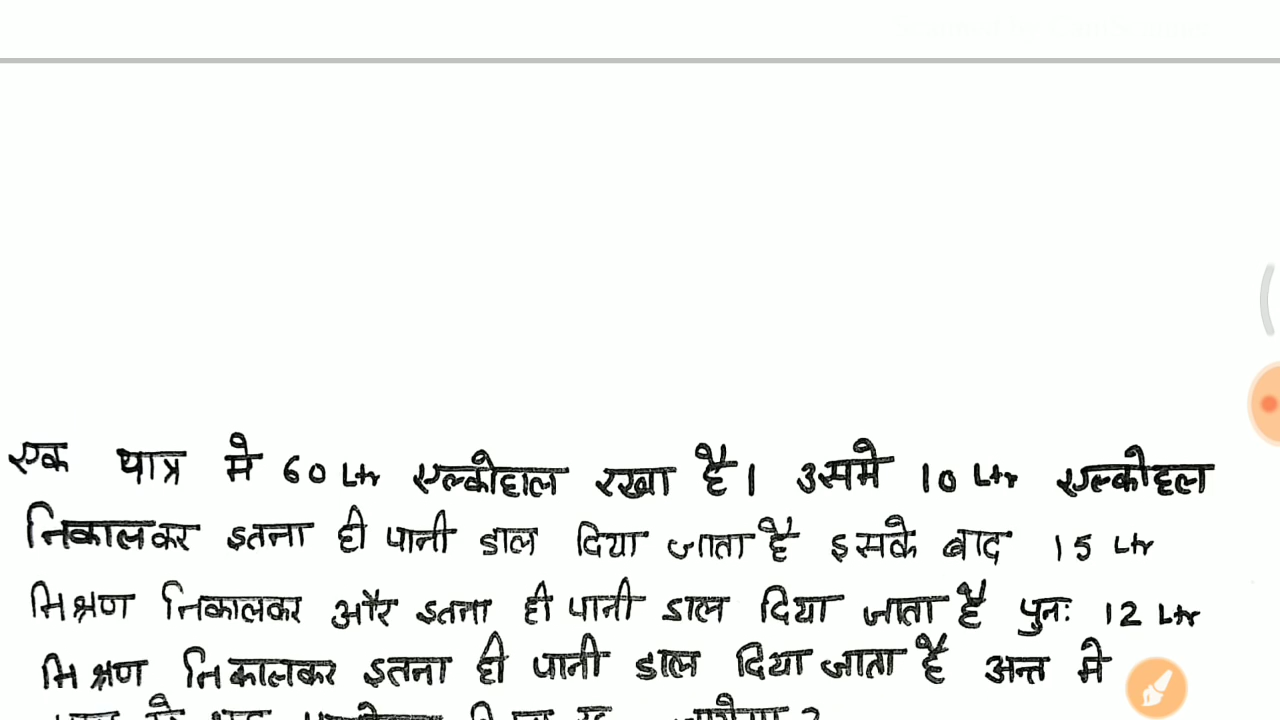 एक पात्र मे 60 Ltr एल्कोहाल रखा है। उसमे 10 Ltr एल्कोहल
निकालकर इतना ही पानी डाल दिया जाता है इसके बाद 15 Ltr
मिश्रण निकालकर और इतना ही पानी डाल दिया जाता है पुनः 12 Ltr
मिश्रण निकालकर इतना ही पानी डाल दिया जाता है अन्त मे